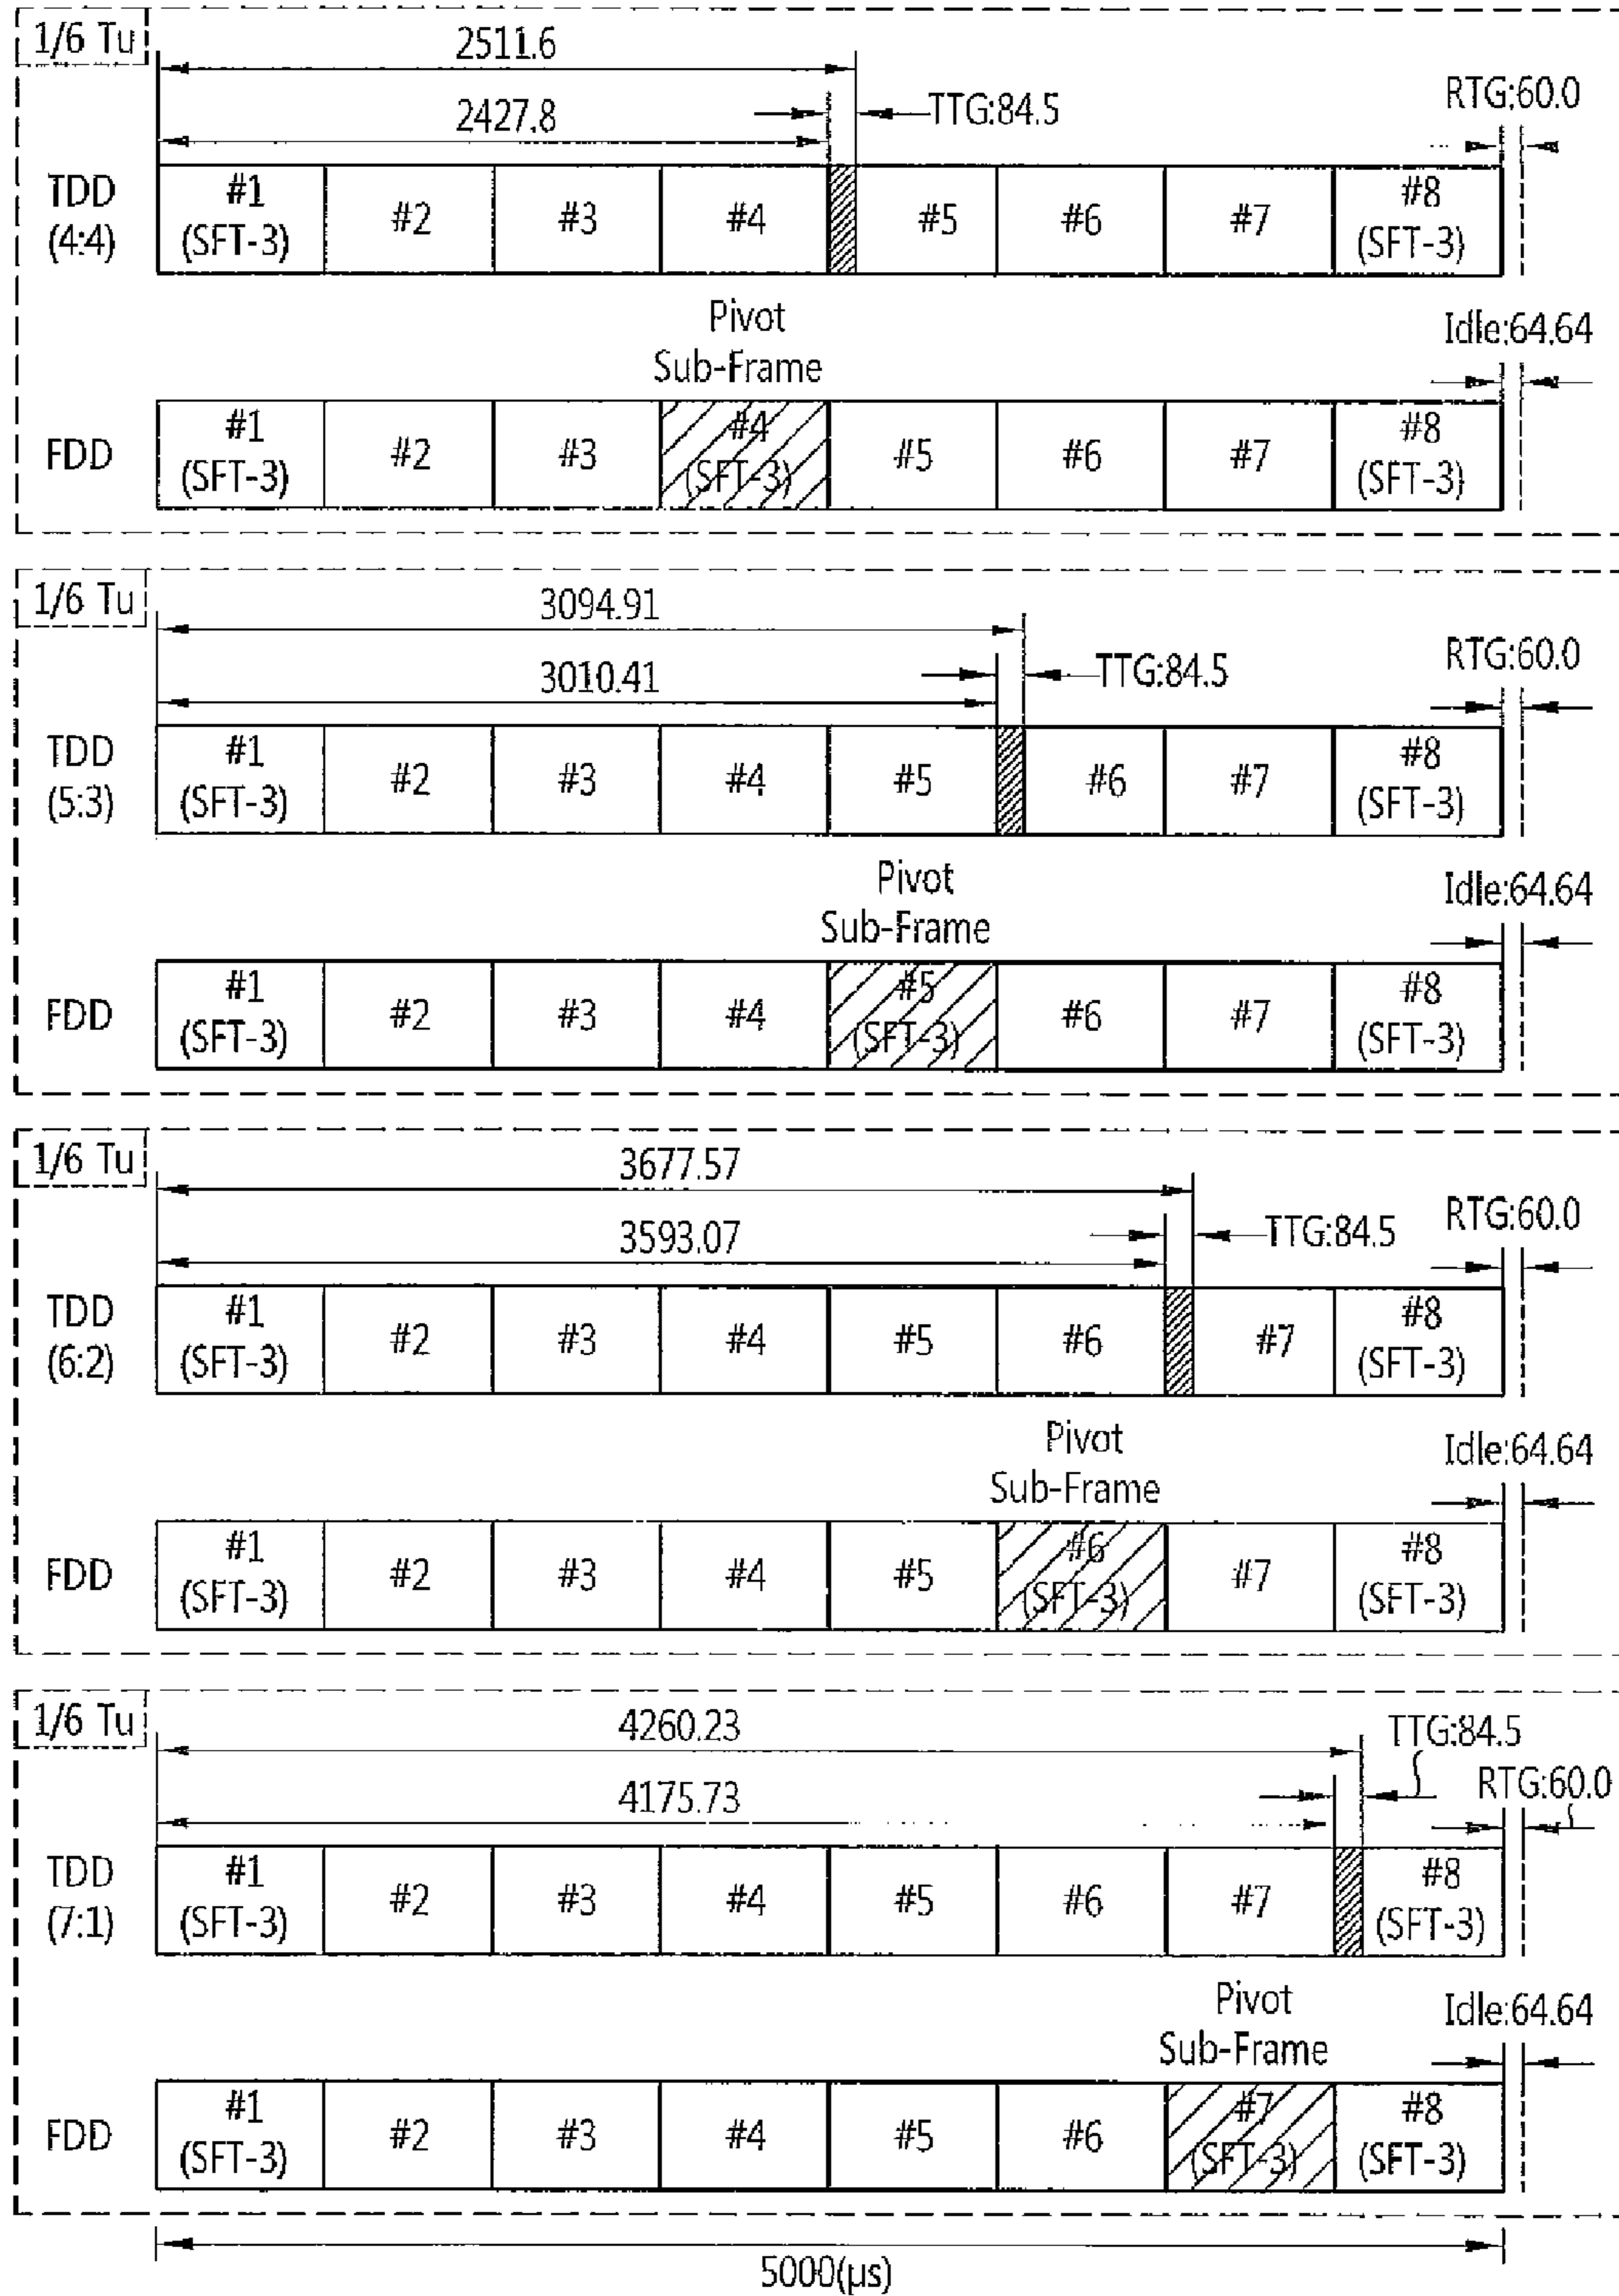 1/6 Tu
2511.6
2427.8
TTG:84.5
RTG:60.0
TDD
(4:4)
#1
(SFT-3)
#2
#3
#4
#5
#6
#7
#8
(SFT-3)
Pivot
Sub-Frame
Idle:64.64
FDD
#1
(SFT-3)
#2
#3
#4
(SFT-3)
#5
#6
#7
#8
(SFT-3)
1/6 Tu
3094.91
3010.41
TTG:84.5
RTG:60.0
TDD
(5:3)
#1
(SFT-3)
#2
#3
#4
#5
#6
#7
#8
(SFT-3)
Pivot
Sub-Frame
Idle:64.64
FDD
#1
(SFT-3)
#2
#3
#4
#5
(SFT-3)
#6
#7
#8
(SFT-3)
1/6 Tu
3677.57
3593.07
TTG:84.5
RTG:60.0
TDD
(6:2)
#1
(SFT-3)
#2
#3
#4
#5
#6
#7
#8
(SFT-3)
Pivot
Sub-Frame
Idle:64.64
FDD
#1
(SFT-3)
#2
#3
#4
#5
#6
(SFT-3)
#7
#8
(SFT-3)
1/6 Tu
4260.23
4175.73
TTG:84.5
RTG:60.0
TDD
(7:1)
#1
(SFT-3)
#2
#3
#4
#5
#6
#7
#8
(SFT-3)
Pivot
Sub-Frame
Idle:64.64
FDD
#1
(SFT-3)
#2
#3
#4
#5
#6
#7
(SFT-3)
#8
(SFT-3)
5000(µs)